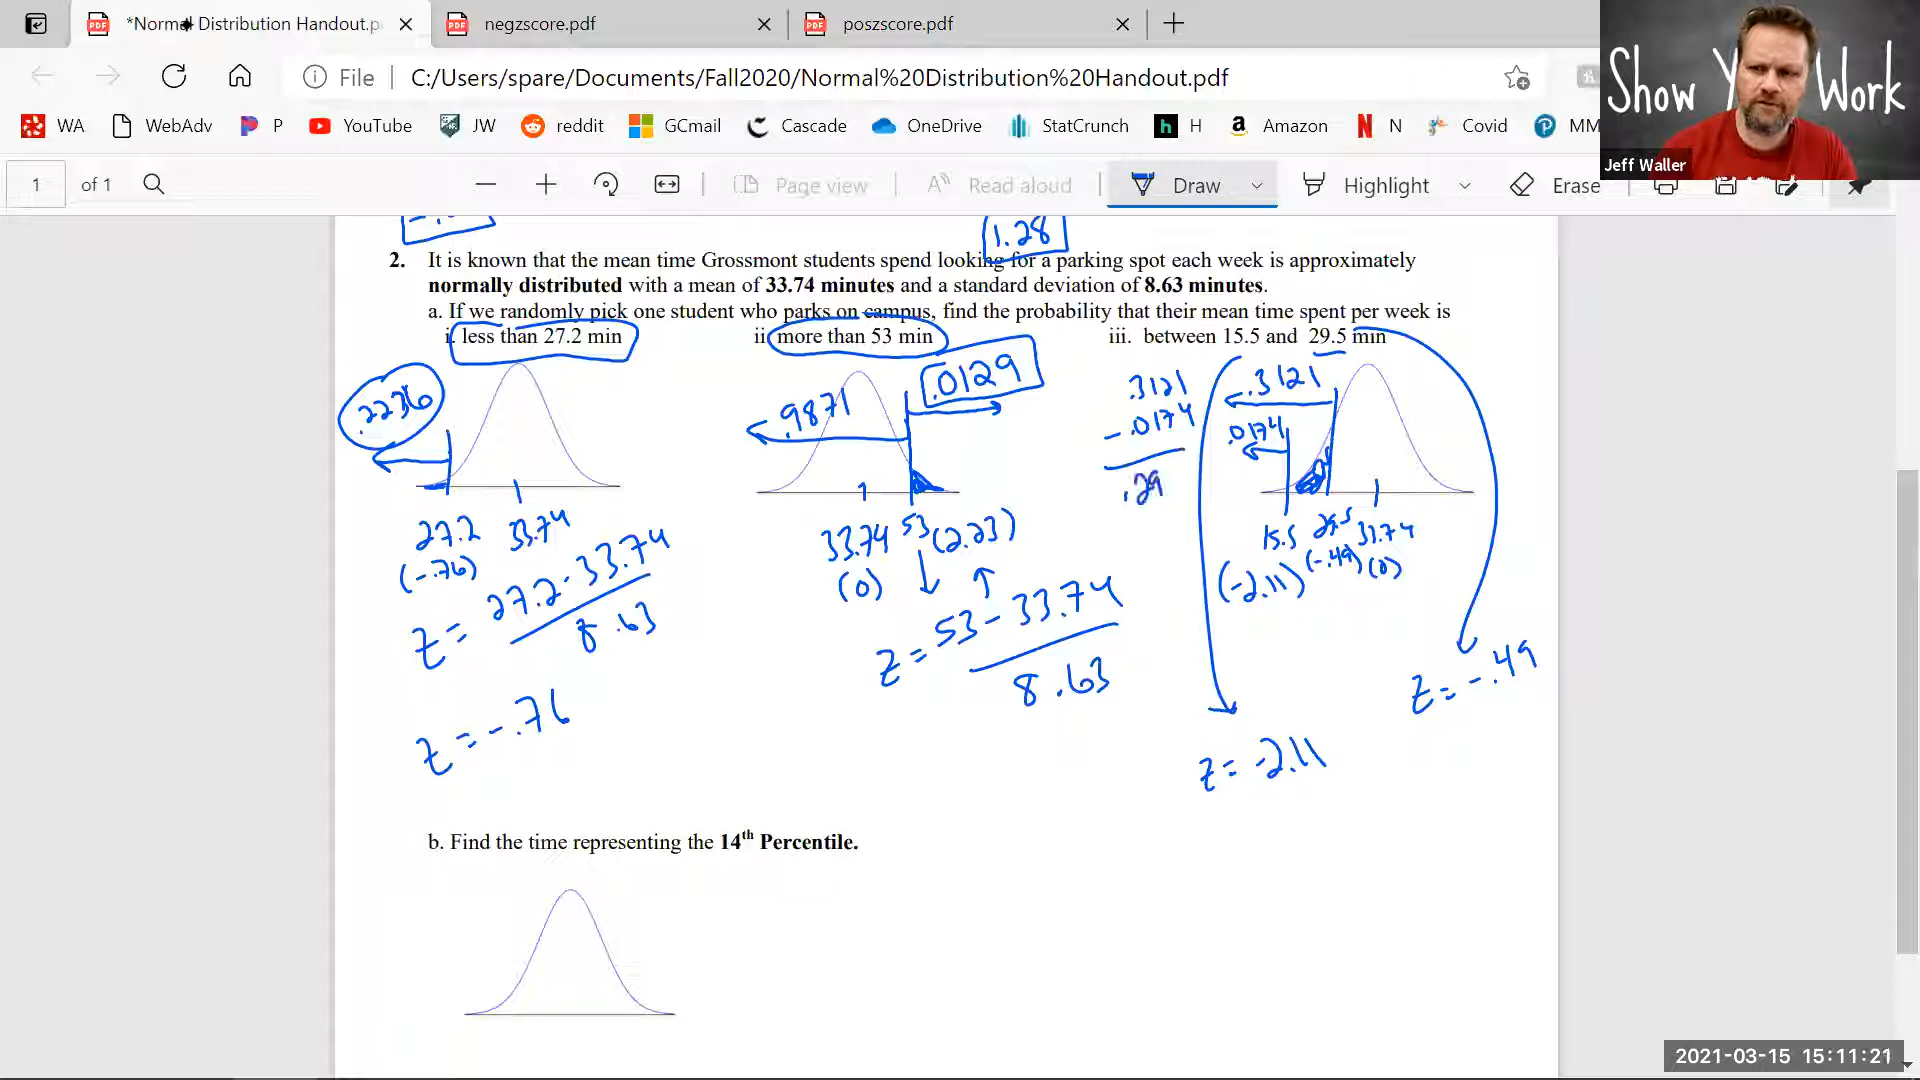 *Normal Distribution Handout.p
negzscore.pdf
poszscore.pdf
File
C:/Users/spare/Documents/Fall2020/Normal%20Distribution%20Handout.pdf
WA
WebAdv
P
YouTube
JW
reddit
GCmail
Cascade
OneDrive
StatCrunch
H
Amazon
N
Covid
MM
Show Y Work
Jeff Waller
1 of 1
Page view
Read aloud
Draw
Highlight
Erase
1.28
2. It is known that the mean time Grossmont students spend looking for a parking spot each week is approximately
normally distributed with a mean of 33.74 minutes and a standard deviation of 8.63 minutes.
a. If we randomly pick one student who parks on campus, find the probability that their mean time spent per week is
i. less than 27.2 min
ii more than 53 min
iii. between 15.5 and 29.5 min
.2236
27.2 33.74
(-.76)
z = 27.2 - 33.74
8.63
z = -.76
.9871
.0129
33.74 53 (2.23)
(0)
z = 53 - 33.74
8.63
.3121
- .0174
.29
.3121
.0174
15.5 29.5 33.74
(-2.11) (-.49) (0)
z = -.49
z = -2.11
b. Find the time representing the 14th Percentile.
2021-03-15 15:11:21